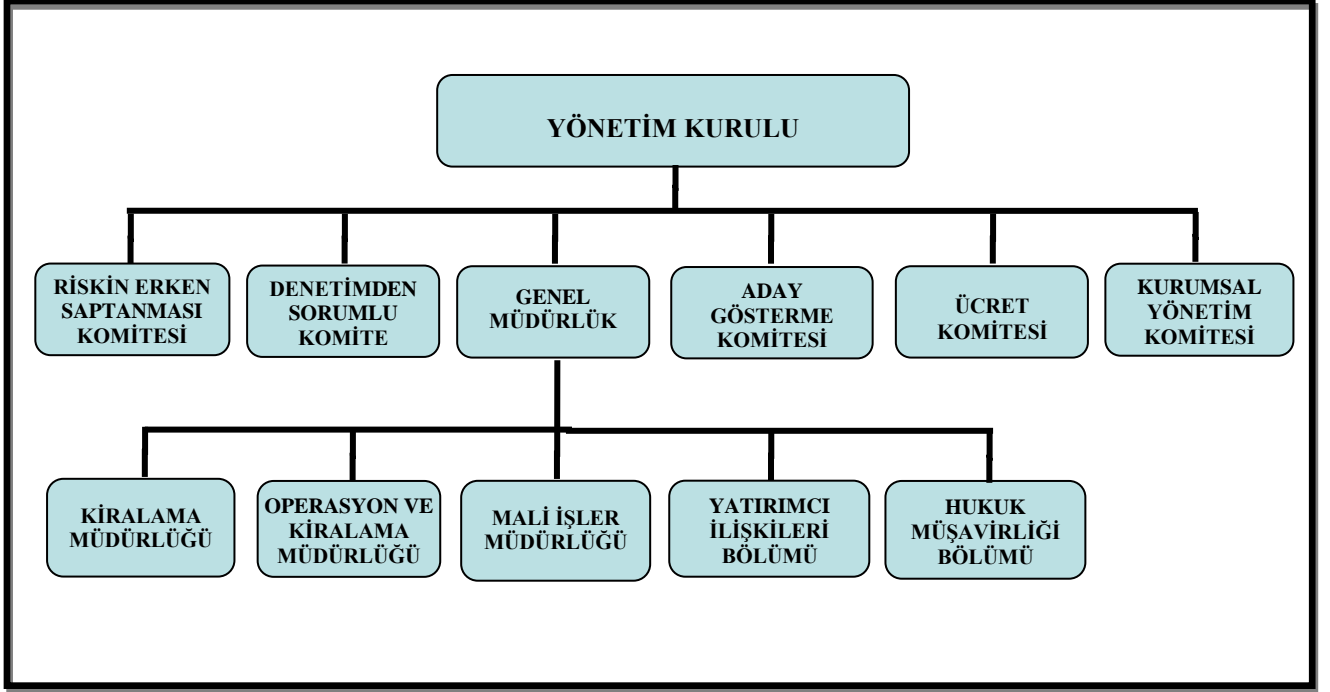 YÖNETİM KURULU
RİSKİN ERKEN
SAPTANMASI
KOMİTESİ
DENETİMDEN
SORUMLU
KOMİTE
GENEL
MÜDÜRLÜK
ADAY
GÖSTERME
KOMİTESİ
ÜCRET
KOMİTESİ
KURUMSAL
YÖNETİM
KOMİTESİ
KİRALAMA
MÜDÜRLÜĞÜ
OPERASYON VE
KİRALAMA
MÜDÜRLÜĞÜ
MALİ İŞLER
MÜDÜRLÜĞÜ
YATIRIMCI
İLİŞKİLERİ
BÖLÜMÜ
HUKUK
MÜŞAVİRLİĞİ
BÖLÜMÜ